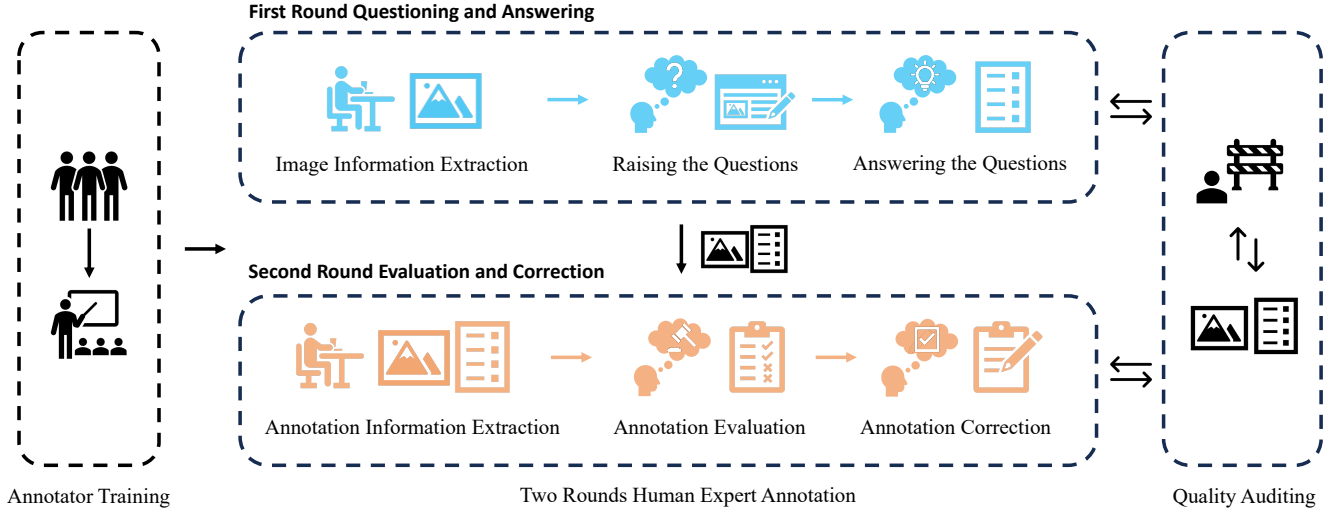 First Round Questioning and Answering
Image Information Extraction
Raising the Questions
Answering the Questions
Second Round Evaluation and Correction
Annotation Information Extraction
Annotation Evaluation
Annotation Correction
Annotator Training
Two Rounds Human Expert Annotation
Quality Auditing